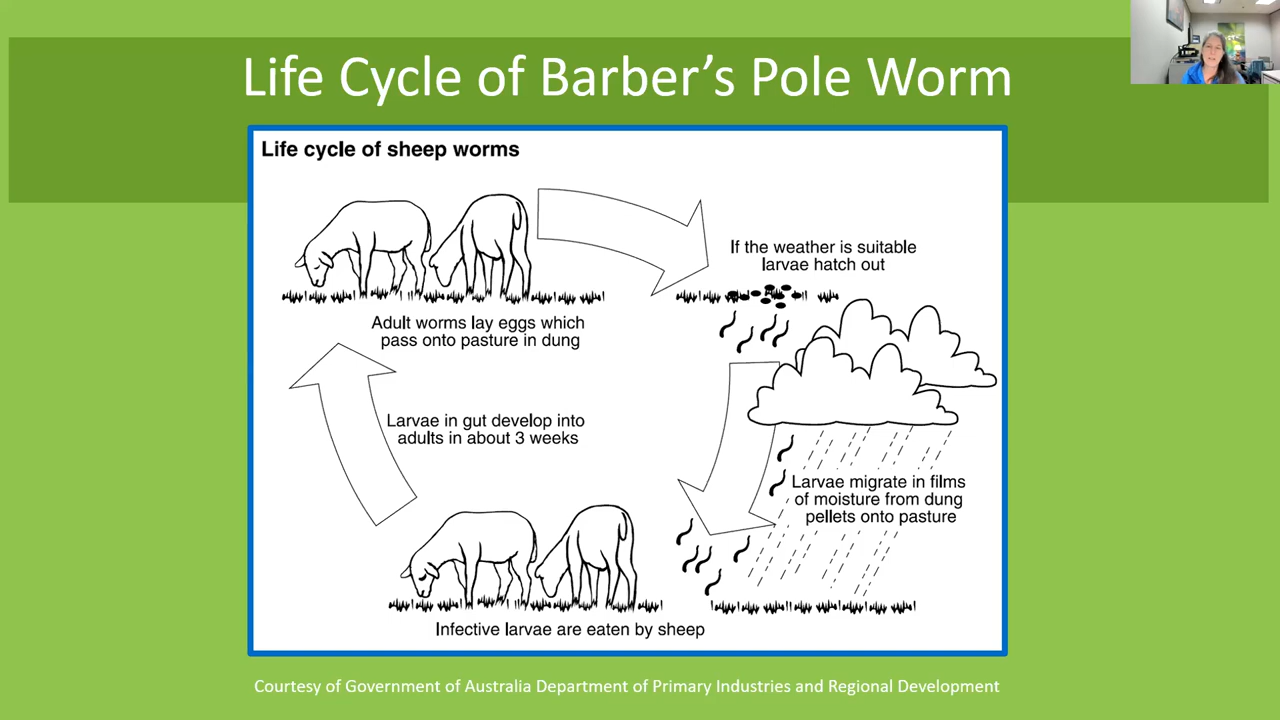 Life Cycle of Barber’s Pole Worm
Life cycle of sheep worms
If the weather is suitable
larvae hatch out
Adult worms lay eggs which
pass onto pasture in dung
Larvae in gut develop into
adults in about 3 weeks
Larvae migrate in films
of moisture from dung
pellets onto pasture
Infective larvae are eaten by sheep
Courtesy of Government of Australia Department of Primary Industries and Regional Development